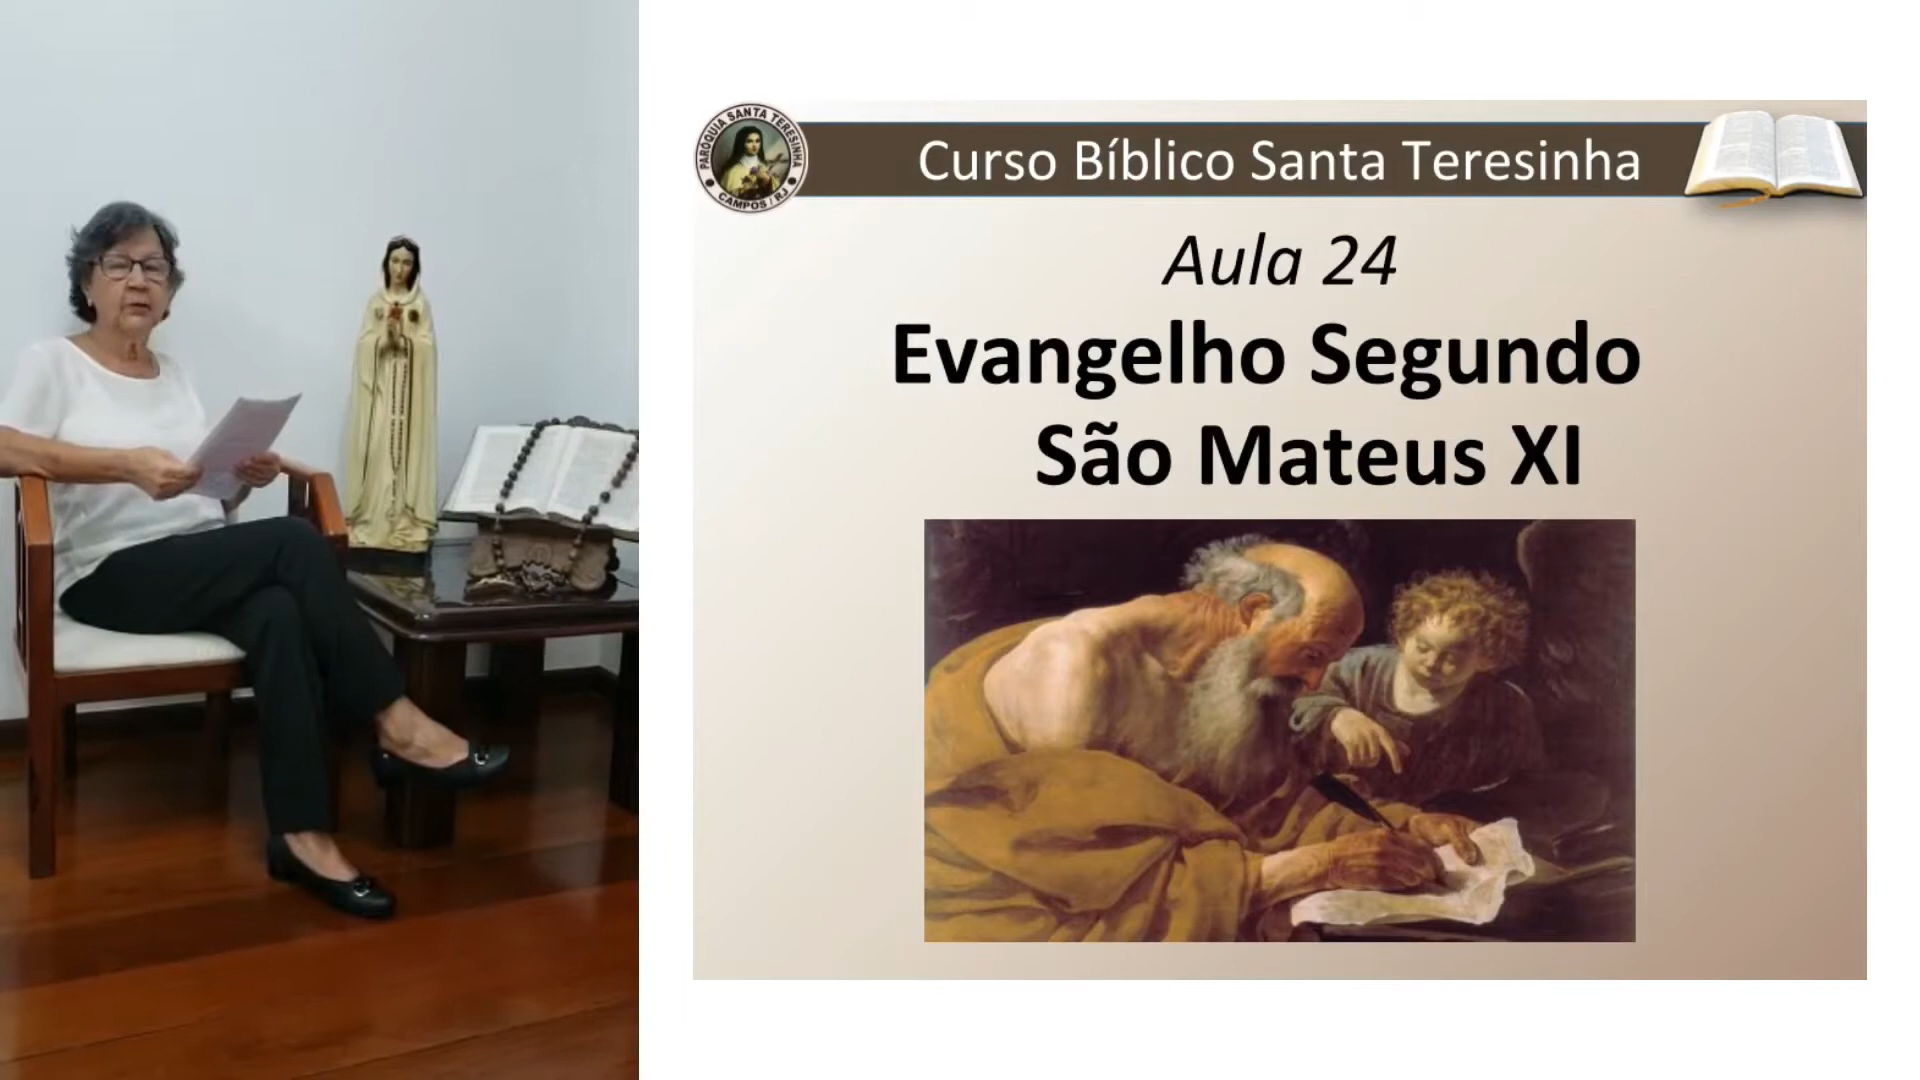 PARÓQUIA SANTA TERESINHA
CAMPOS / RJ
Curso Bíblico Santa Teresinha
Aula 24
Evangelho Segundo
São Mateus XI